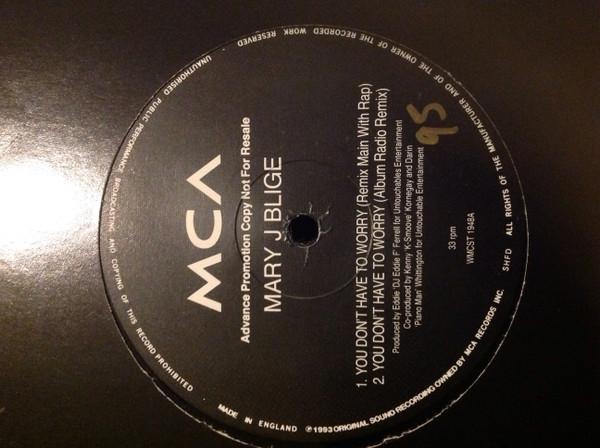 MCA
Advance Promotion Copy Not For Resale
MARY J BLIGE
1. YOU DON'T HAVE TO WORRY (Remix Main With Rap)
2. YOU DON'T HAVE TO WORRY (Album Radio Remix)
Produced by Eddie 'DJ Eddie F' Ferrell for Untouchables Entertainment
Co-produced by Kenny 'K-Smoove' Kornegay and Darin
'Piano Man' Whittington for Untouchable Entertainment
95
33 rpm
WMCST 1948A
MADE IN ENGLAND ℗ 1993 ORIGINAL SOUND RECORDING OWNED BY MCA RECORDS INC. SHFD ALL RIGHTS OF THE MANUFACTURER AND OF THE OWNER OF THE RECORDED WORK RESERVED
UNAUTHORISED PUBLIC PERFORMANCE BROADCASTING AND COPYING OF THIS RECORD PROHIBITED